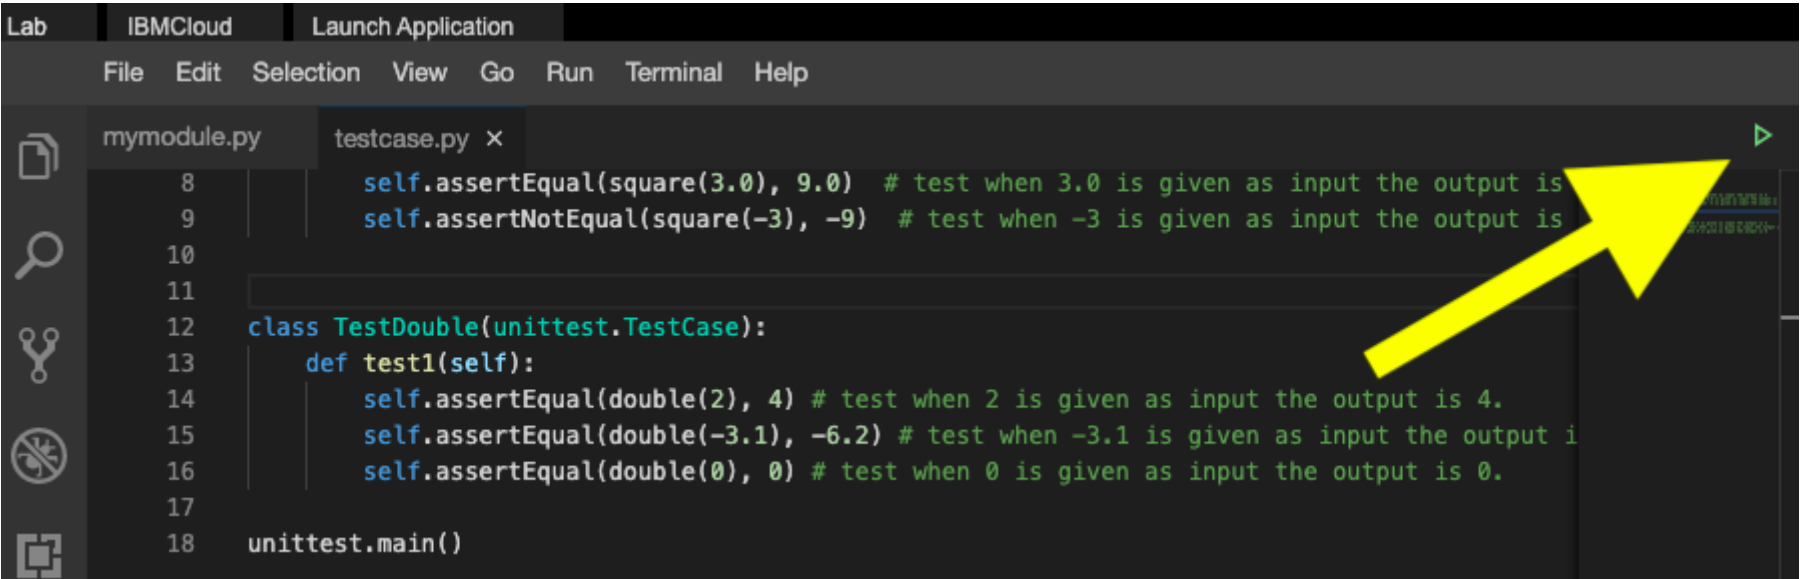 Lab IBMCloud Launch Application
File Edit Selection View Go Run Terminal Help
mymodule.py testcase.py ×
8 self.assertEqual(square(3.0), 9.0) # test when 3.0 is given as input the output is
9 self.assertNotEqual(square(-3), -9) # test when -3 is given as input the output is
10
11
12 class TestDouble(unittest.TestCase):
13 def test1(self):
14 self.assertEqual(double(2), 4) # test when 2 is given as input the output is 4.
15 self.assertEqual(double(-3.1), -6.2) # test when -3.1 is given as input the output i
16 self.assertEqual(double(0), 0) # test when 0 is given as input the output is 0.
17
18 unittest.main()